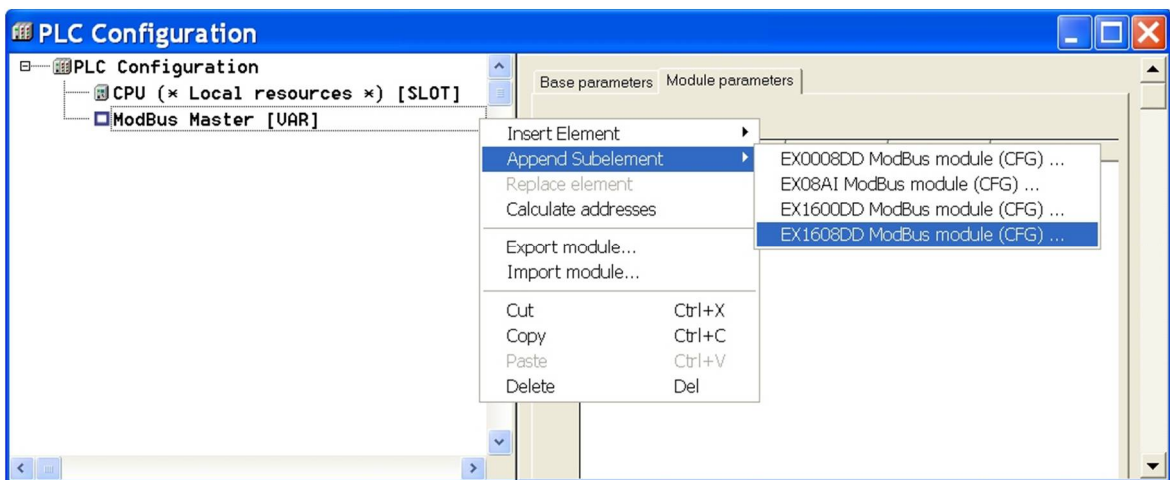 PLC Configuration
PLC Configuration
CPU (* Local resources *) [SLOT]
ModBus Master [VAR]
Base parameters
Module parameters
Insert Element
Append Subelement
Replace element
Calculate addresses
Export module...
Import module...
Cut Ctrl+X
Copy Ctrl+C
Paste Ctrl+V
Delete Del
EX0008DD ModBus module (CFG) ...
EX08AI ModBus module (CFG) ...
EX1600DD ModBus module (CFG) ...
EX1608DD ModBus module (CFG) ...